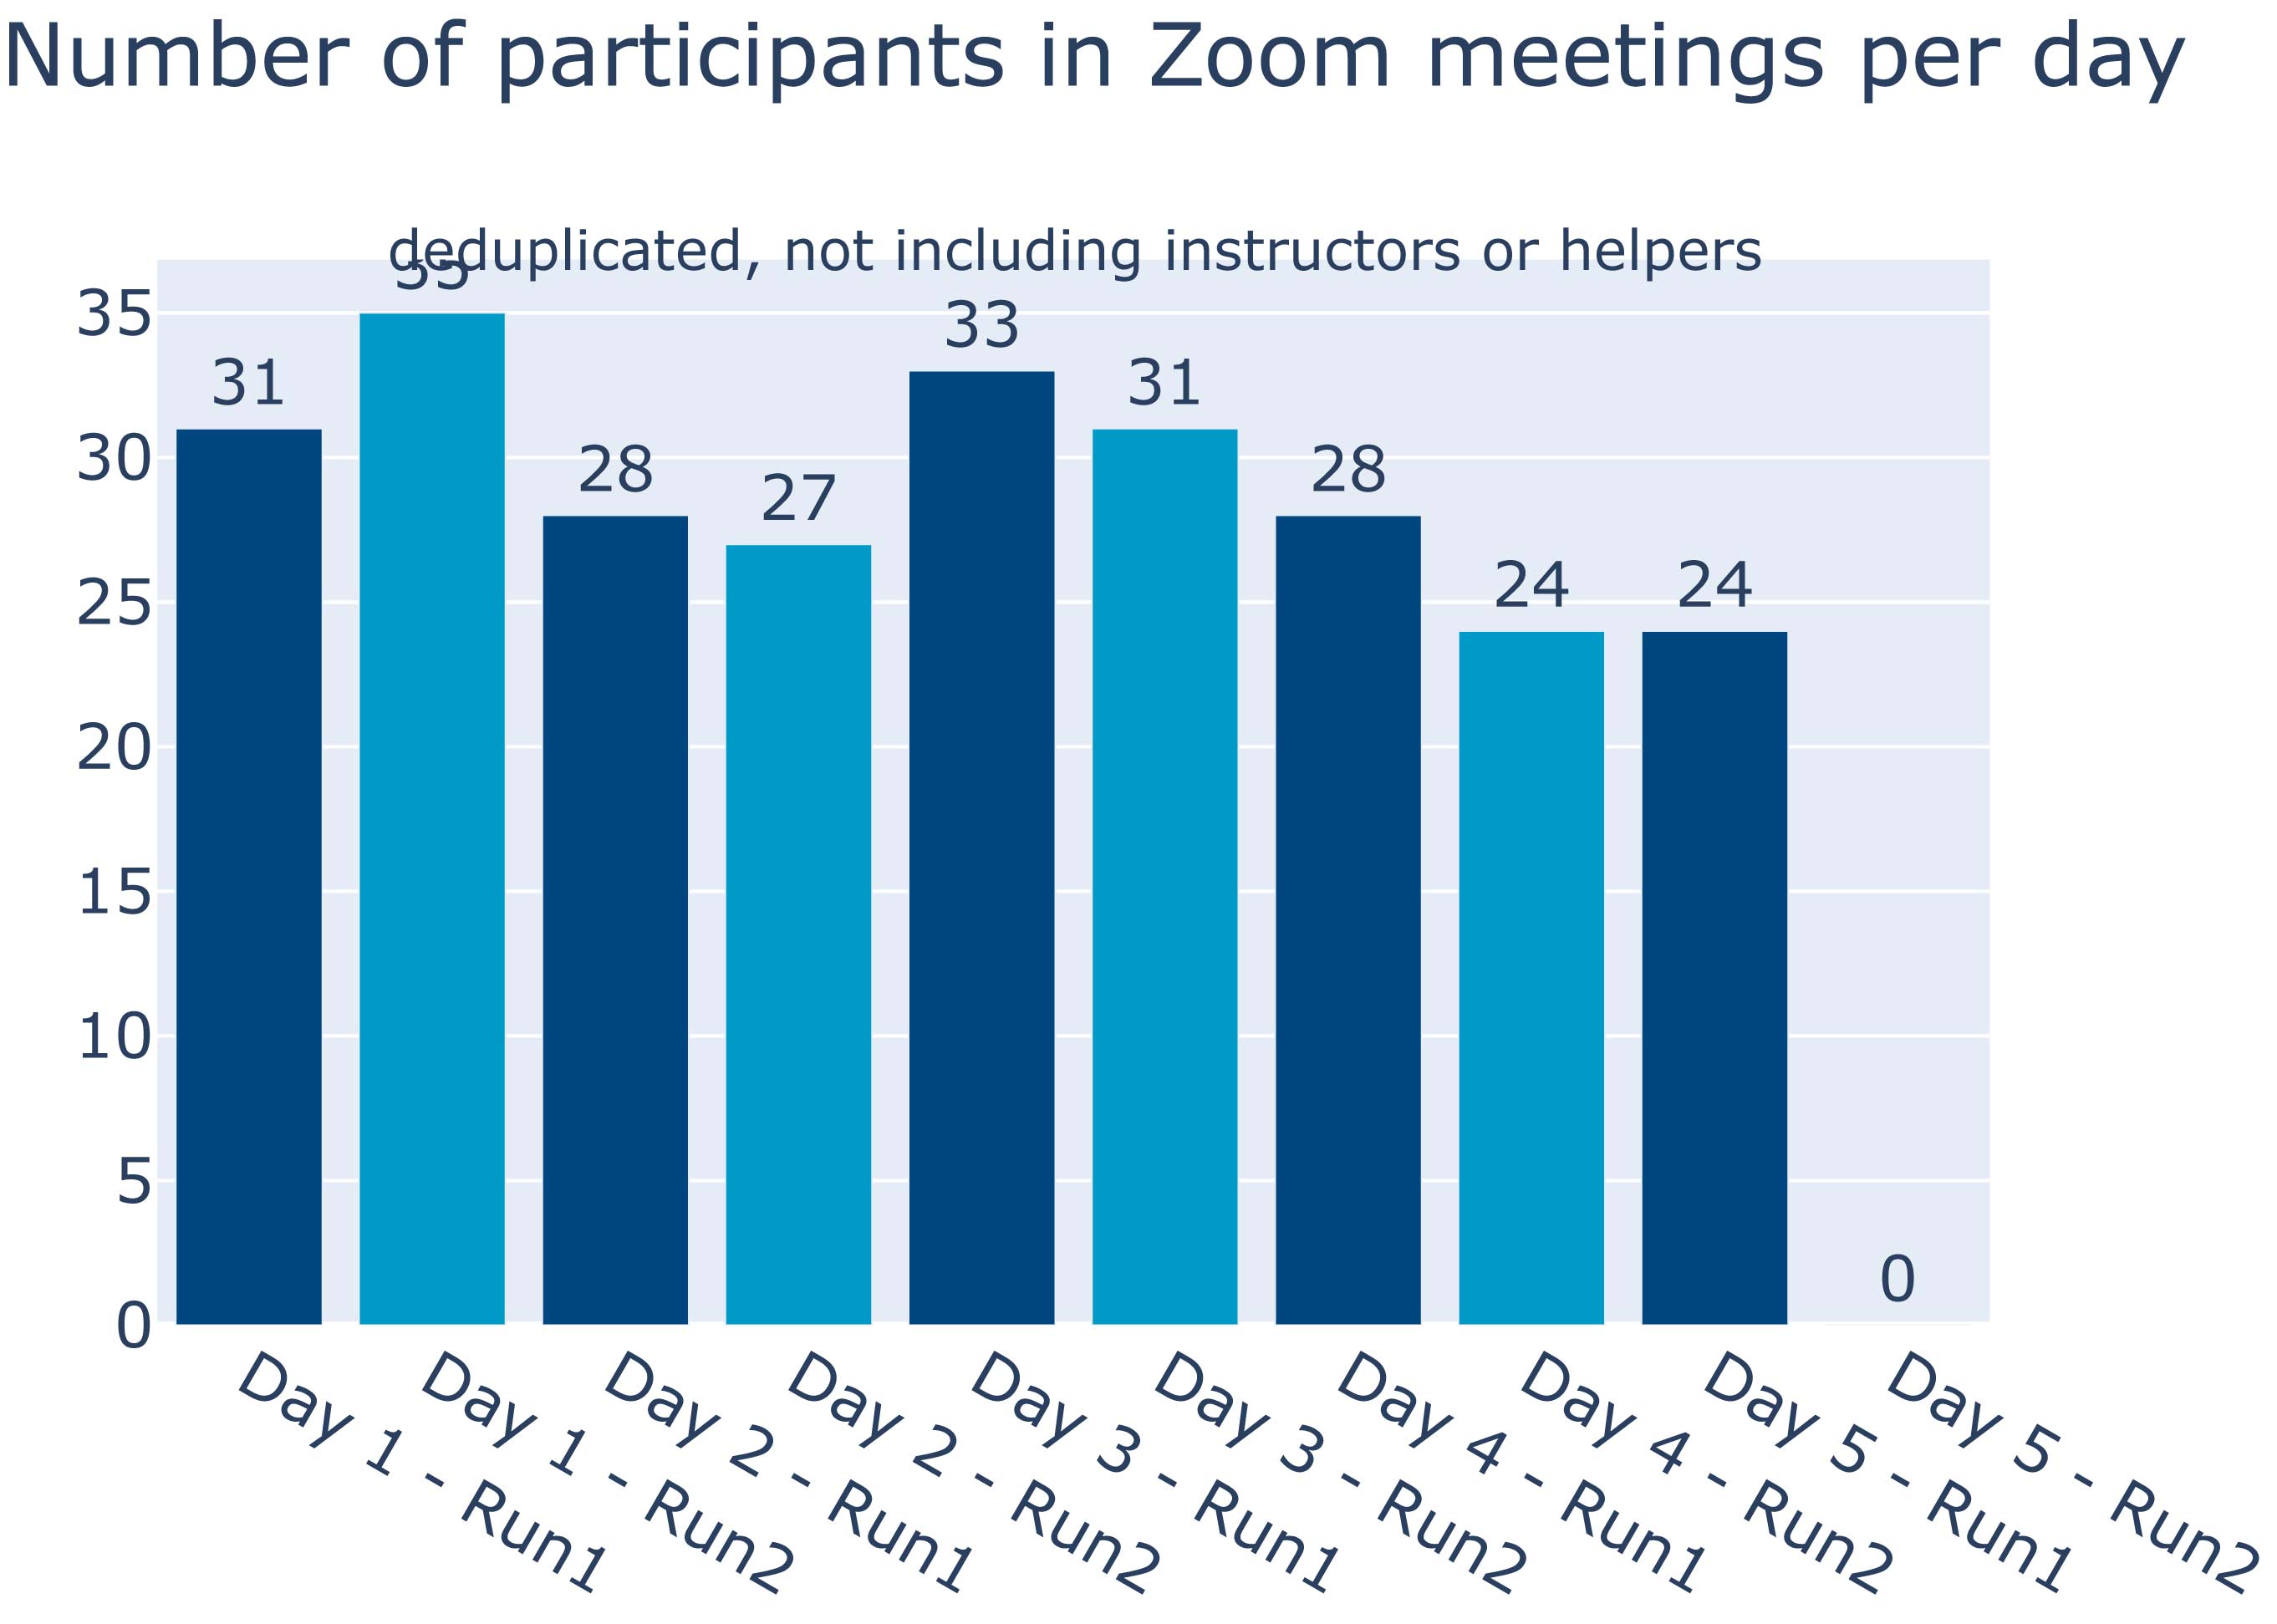 Number of participants in Zoom meetings per day
deduplicated, not including instructors or helpers
35
33
31
31
30
28
28
27
25
24
24
20
15
10
5
0
0
Day 1 - Run1
Day 1 - Run2
Day 2 - Run1
Day 2 - Run2
Day 3 - Run1
Day 3 - Run2
Day 4 - Run1
Day 4 - Run2
Day 5 - Run1
Day 5 - Run2